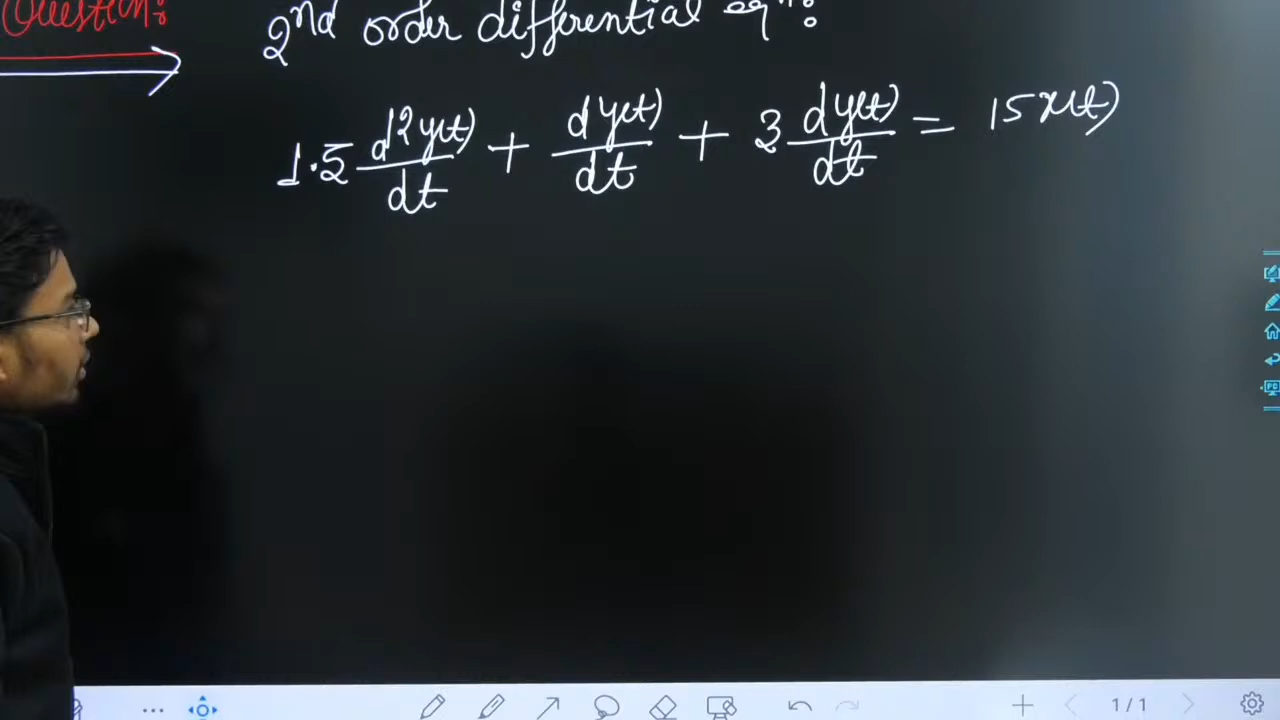 Question:
2nd order differential eqn:
1.5 d2y(t)/dt + dy(t)/dt + 3 dy(t)/dt = 15x(t)
1/1